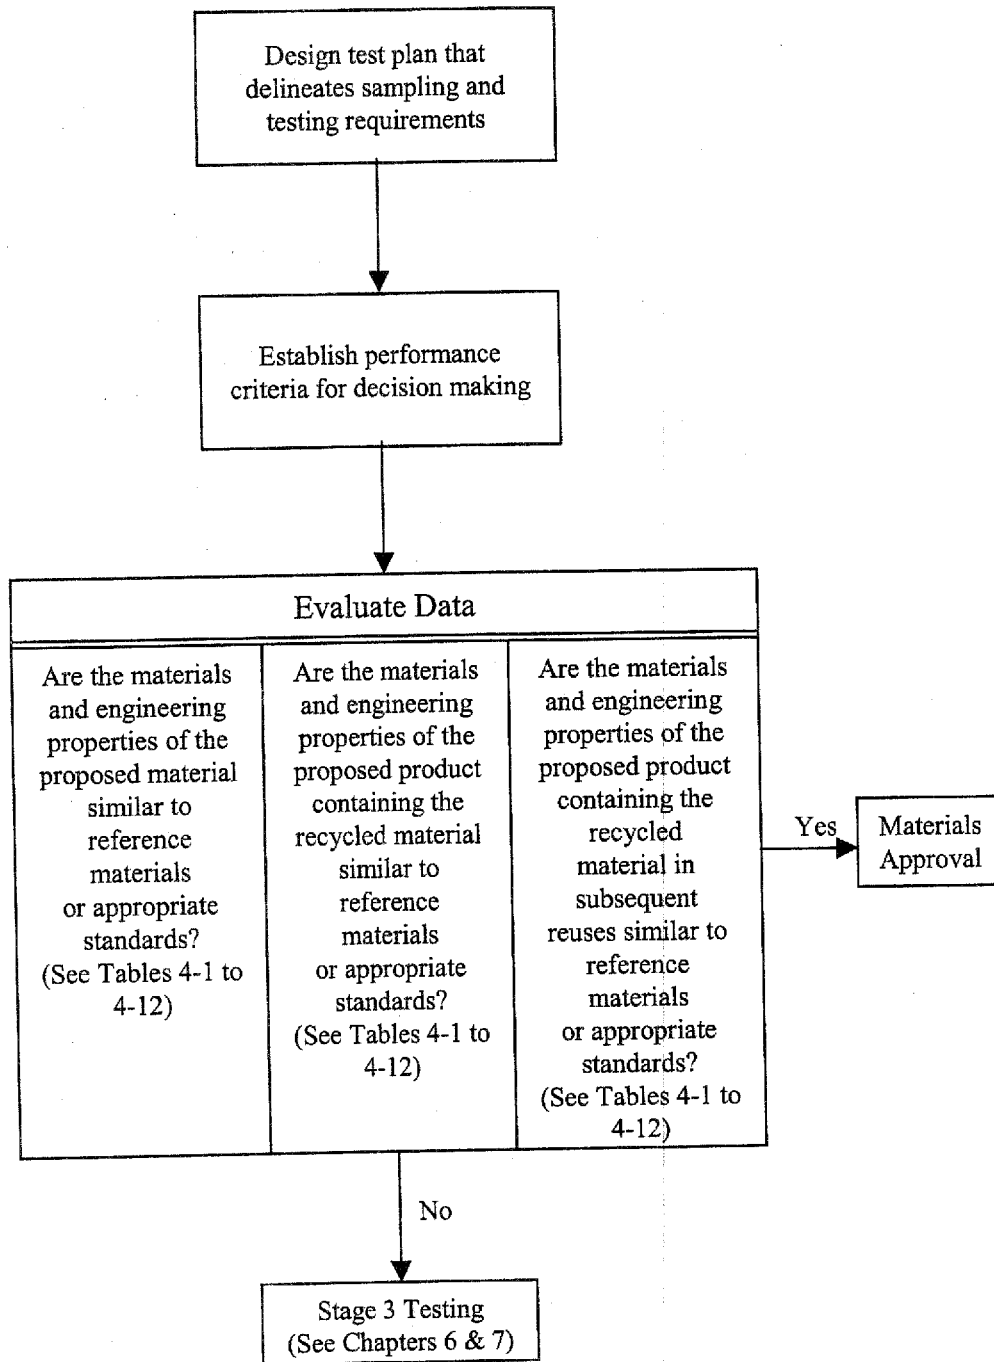 Design test plan that
delineates sampling and
testing requirements
Establish performance
criteria for decision making
Evaluate Data
Are the materials
and engineering
properties of the
proposed material
similar to
reference
materials
or appropriate
standards?
(See Tables 4-1 to
4-12)
Are the materials
and engineering
properties of the
proposed product
containing the
recycled material
similar to
reference
materials
or appropriate
standards?
(See Tables 4-1 to
4-12)
Are the materials
and engineering
properties of the
proposed product
containing the
recycled
material in
subsequent
reuses similar to
reference
materials
or appropriate
standards?
(See Tables 4-1 to
4-12)
Yes
Materials
Approval
No
Stage 3 Testing
(See Chapters 6 & 7)